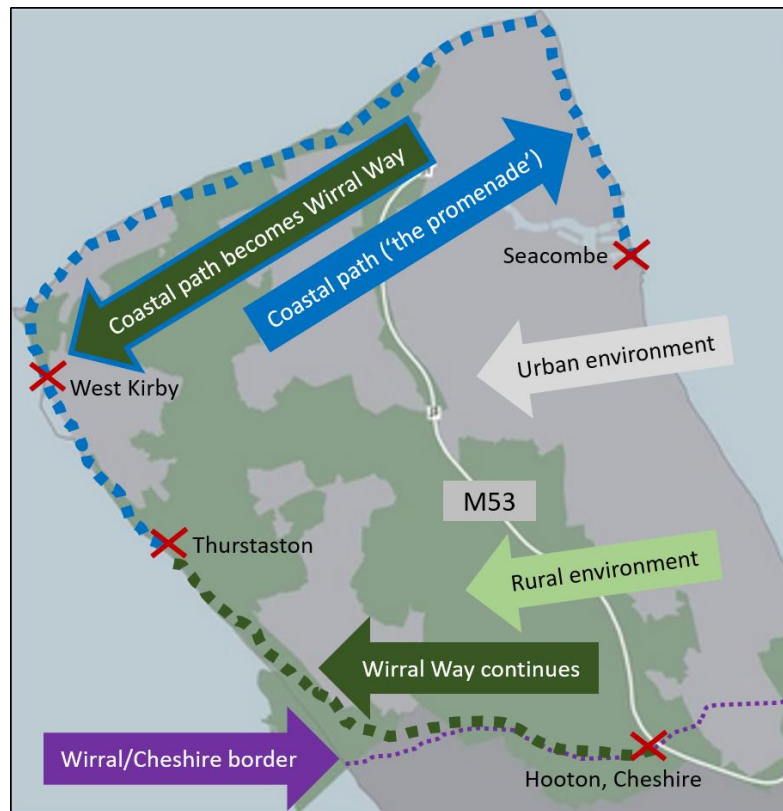 Coastal path becomes Wirral Way
Coastal path (‘the promenade’)
Seacombe
Urban environment
West Kirby
M53
Thurstaston
Rural environment
Wirral Way continues
Wirral/Cheshire border
Hooton, Cheshire